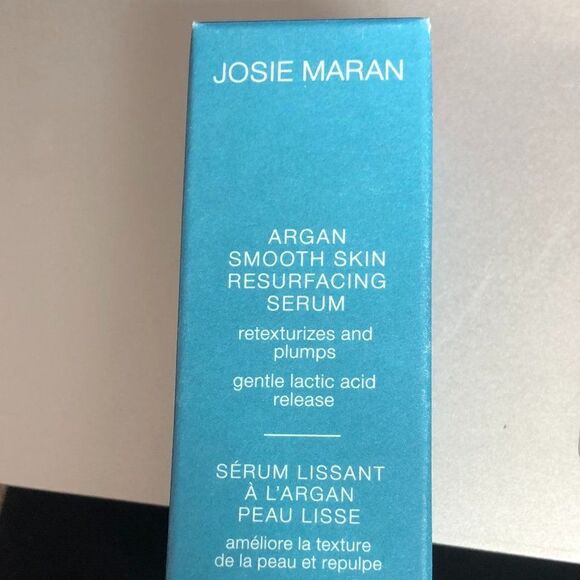 JOSIE MARAN
ARGAN
SMOOTH SKIN
RESURFACING
SERUM
retexturizes and
plumps
gentle lactic acid
release
SÉRUM LISSANT
À L'ARGAN
PEAU LISSE
améliore la texture
de la peau et repulpe